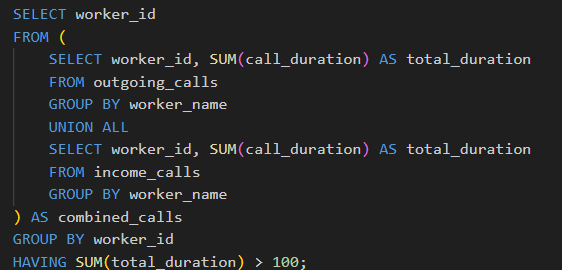 SELECT worker_id
FROM (
    SELECT worker_id, SUM(call_duration) AS total_duration
    FROM outgoing_calls
    GROUP BY worker_name
    UNION ALL
    SELECT worker_id, SUM(call_duration) AS total_duration
    FROM income_calls
    GROUP BY worker_name
) AS combined_calls
GROUP BY worker_id
HAVING SUM(total_duration) > 100;